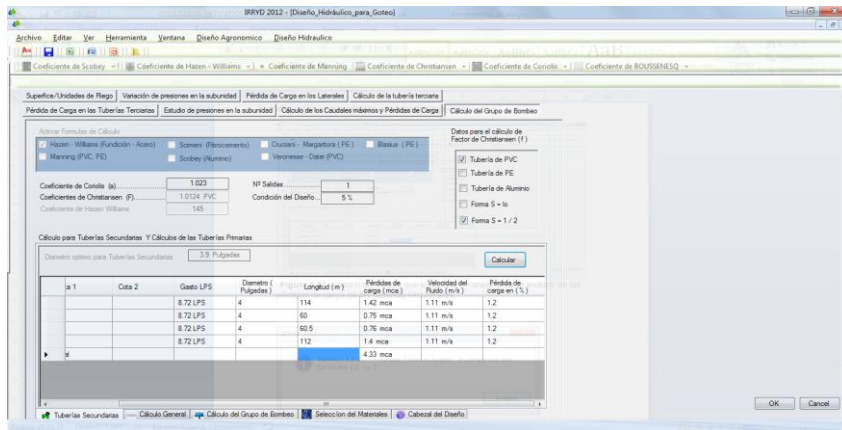 IRRYD 2012 - [Diseño_Hidráulico_para_Goteo]
Archivo Editar Ver Herramienta Ventana Diseño Agronomico Diseño Hidraulico
Coeficiente de Scobey Coeficiente de Hazen - Williams Coeficiente de Manning Coeficiente de Christiansen Coeficiente de Coriolis Coeficiente de BOUSSENESQ
Superfice/Unidades de Riego Variación de presiones en la subunidad Pérdida de Carga en los Laterales Cálculo de la tubería terciaria
Pérdida de Carga en las Tuberías Terciarias Estudio de presiones en la subunidad Cálculo de los Caudales máximos y Pérdidas de Carga Cálculo del Grupo de Bombeo
Activar Formulas de Cálculo
Hazen - Williams (Fundición - Acero) Scimeni (Fibrocemento) Cruciani - Margaritora ( PE ) Blasius ( PE )
Manning (PVC, PE) Scobey (Aluminio) Veronesse - Datei (PVC)
Datos para el cálculo de
Factor de Christiansen ( f )
Tubería de PVC
Tubería de PE
Tubería de Aluminio
Forma S = lo
Forma S = 1 / 2
Coeficiente de Coriolis (a) 1.023 Nº Salidas 1
Coeficientes de Christiansen (F) 1.0124 PVC Condición del Diseño 5 %
Coeficiente de Hazen Williams 145
Cálculo para Tuberías Secundarias Y Cálculos de las Tuberías Primarias
Diametro optimo para Tuberías Secundarias 3.9 Pulgadas Calcular
a 1 Cota 2 Gasto LPS Diametro ( Pulgadas ) Longitud ( m ) Pérdidas de carga ( mca ) Velocidad del Fluido ( m/s ) Pérdida de carga en ( % )
8.72 LPS 4 114 1.42 mca 1.11 m/s 1.2
8.72 LPS 4 60 0.75 mca 1.11 m/s 1.2
8.72 LPS 4 60.5 0.76 mca 1.11 m/s 1.2
8.72 LPS 4 112 1.4 mca 1.11 m/s 1.2
4.33 mca
Tuberías Secundarias Cálculo General Cálculo del Grupo de Bombeo Seleccíon del Materiales Cabezal del Diseño
OK Cancel